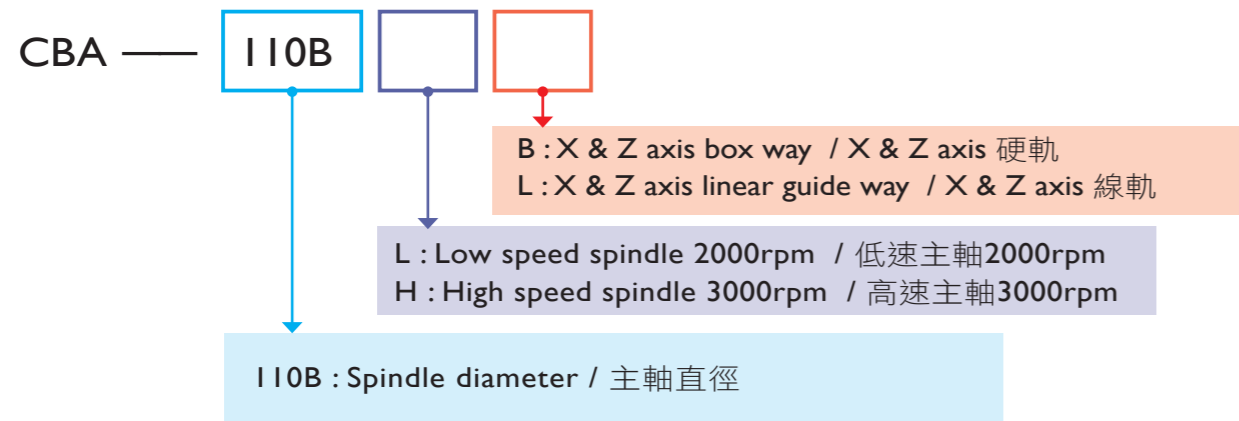 CBA — 110B
B : X & Z axis box way / X & Z axis 硬軌
L : X & Z axis linear guide way / X & Z axis 線軌
L : Low speed spindle 2000rpm / 低速主軸2000rpm
H : High speed spindle 3000rpm / 高速主軸3000rpm
110B : Spindle diameter / 主軸直徑